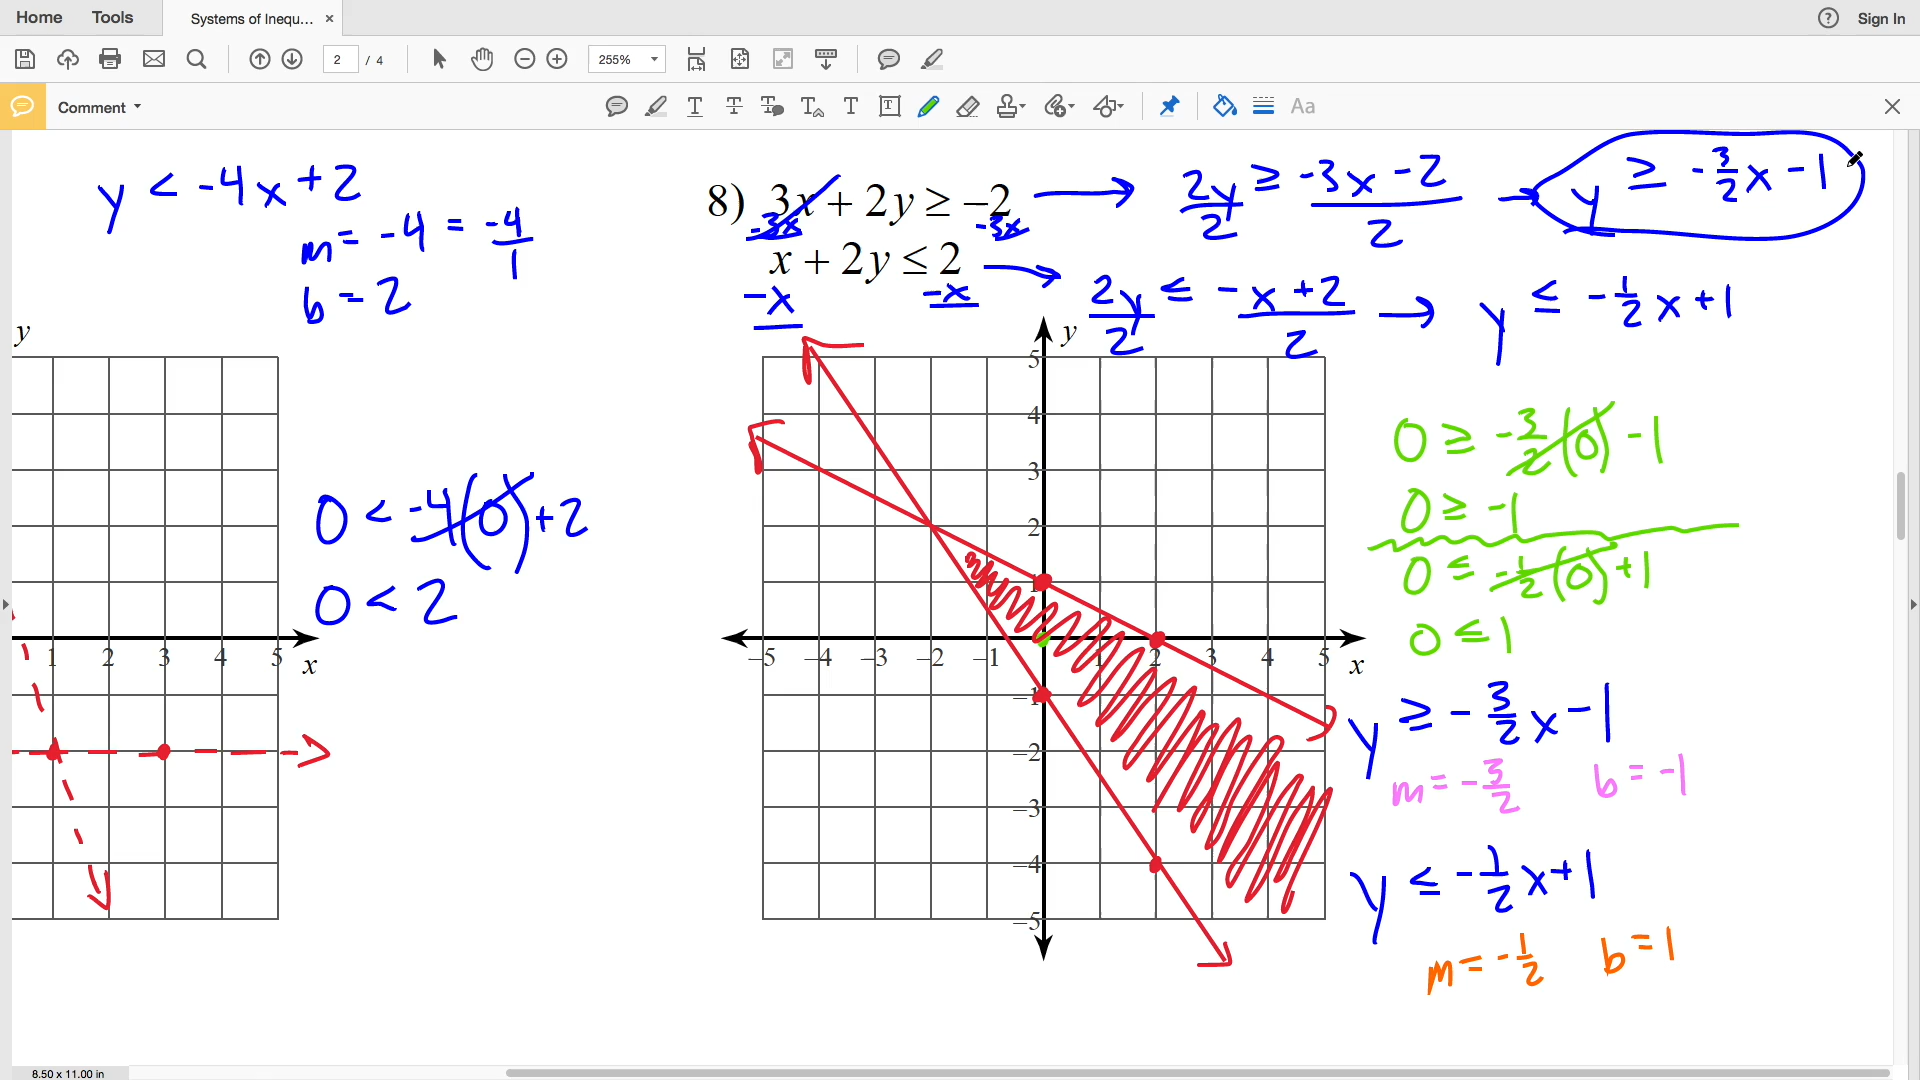 Home Tools Systems of Inequ... × ? Sign In
2 / 4 255%
Comment Aa
y < -4x + 2
m = -4 = -4/1
b = 2
8) 3x + 2y ≥ −2 → 2y/2 ≥ -3x - 2/2 → y ≥ -3/2x - 1
-3x -3x
x + 2y ≤ 2 → 2y/2 ≤ -x + 2/2 → y ≤ -1/2x + 1
-x -x
y
1 2 3 4 5 x
0 < -4(0) + 2
0 < 2
y
5
4
3
2
1
−5 −4 −3 −2 −1 1 2 3 4 5 x
−1
−2
−3
−4
−5
0 ≥ -3/2(0) - 1
0 ≥ -1
0 ≤ -1/2(0) + 1
0 ≤ 1
y ≥ -3/2x - 1
m = -3/2 b = -1
y ≤ -1/2x + 1
m = -1/2 b = 1
8.50 x 11.00 in